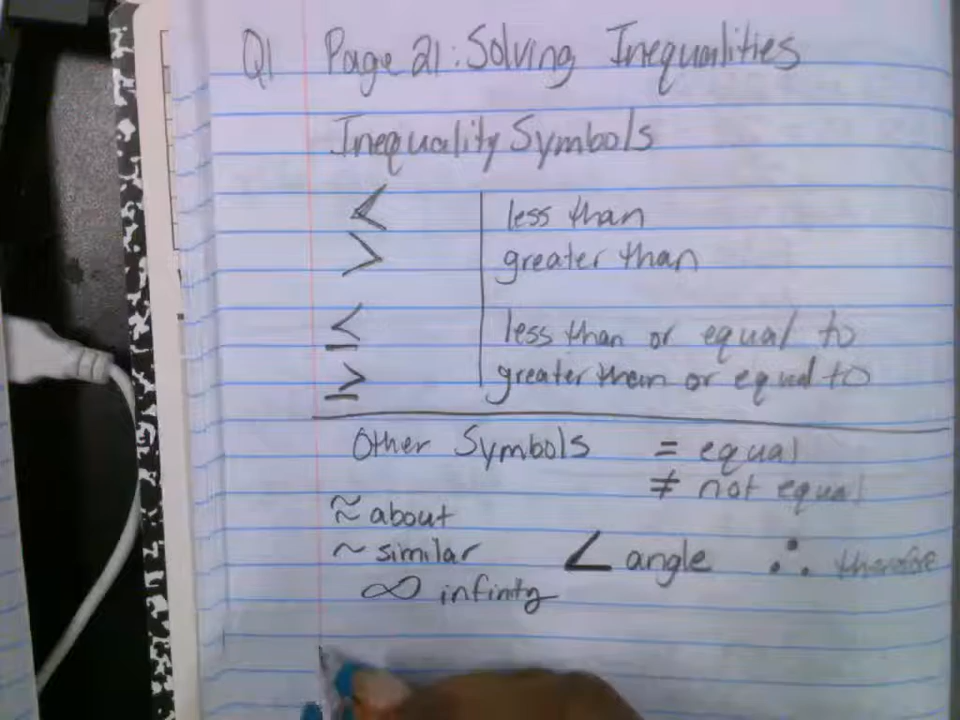 Q1 Page 21: Solving Inequalities
Inequality Symbols
< less than
> greater than
≤ less than or equal to
≥ greater than or equal to
Other Symbols = equal
≠ not equal
≈ about
~ similar ∠ angle ∴ therefore
∞ infinity